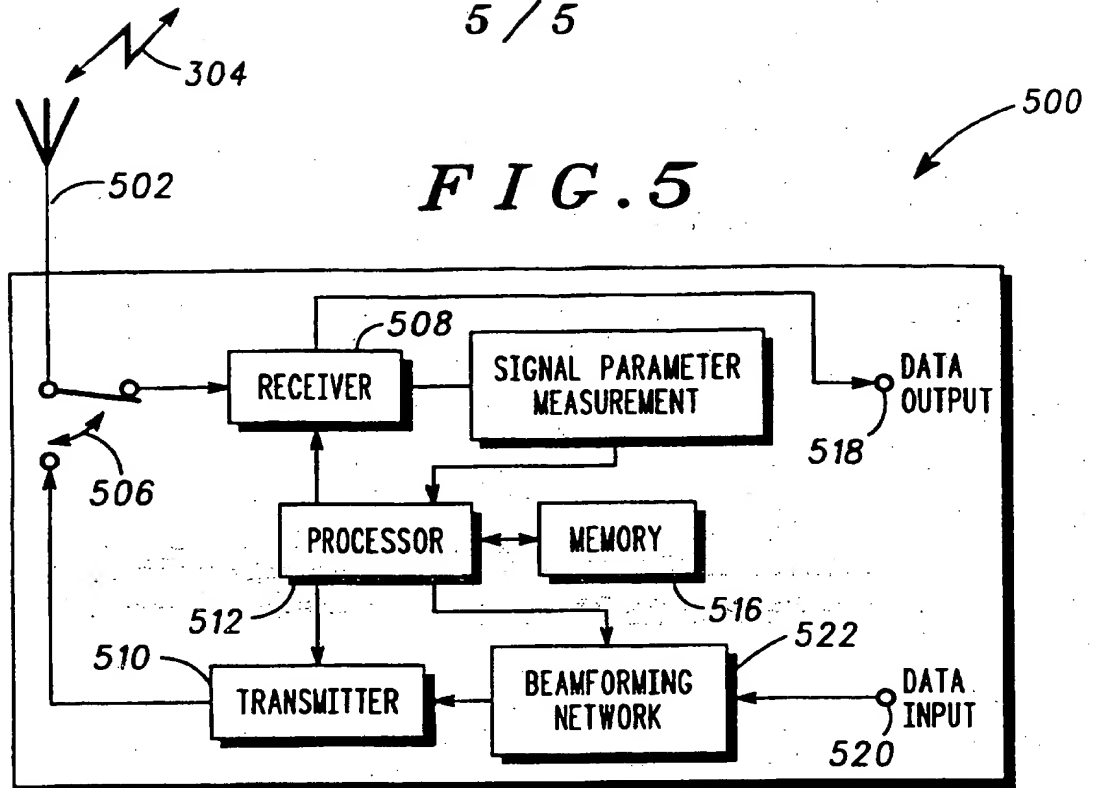 5/5
304
500
502
FIG.5
508
RECEIVER
SIGNAL PARAMETER
MEASUREMENT
DATA
OUTPUT
518
506
PROCESSOR
MEMORY
512
516
510
522
TRANSMITTER
BEAMFORMING
NETWORK
DATA
INPUT
520